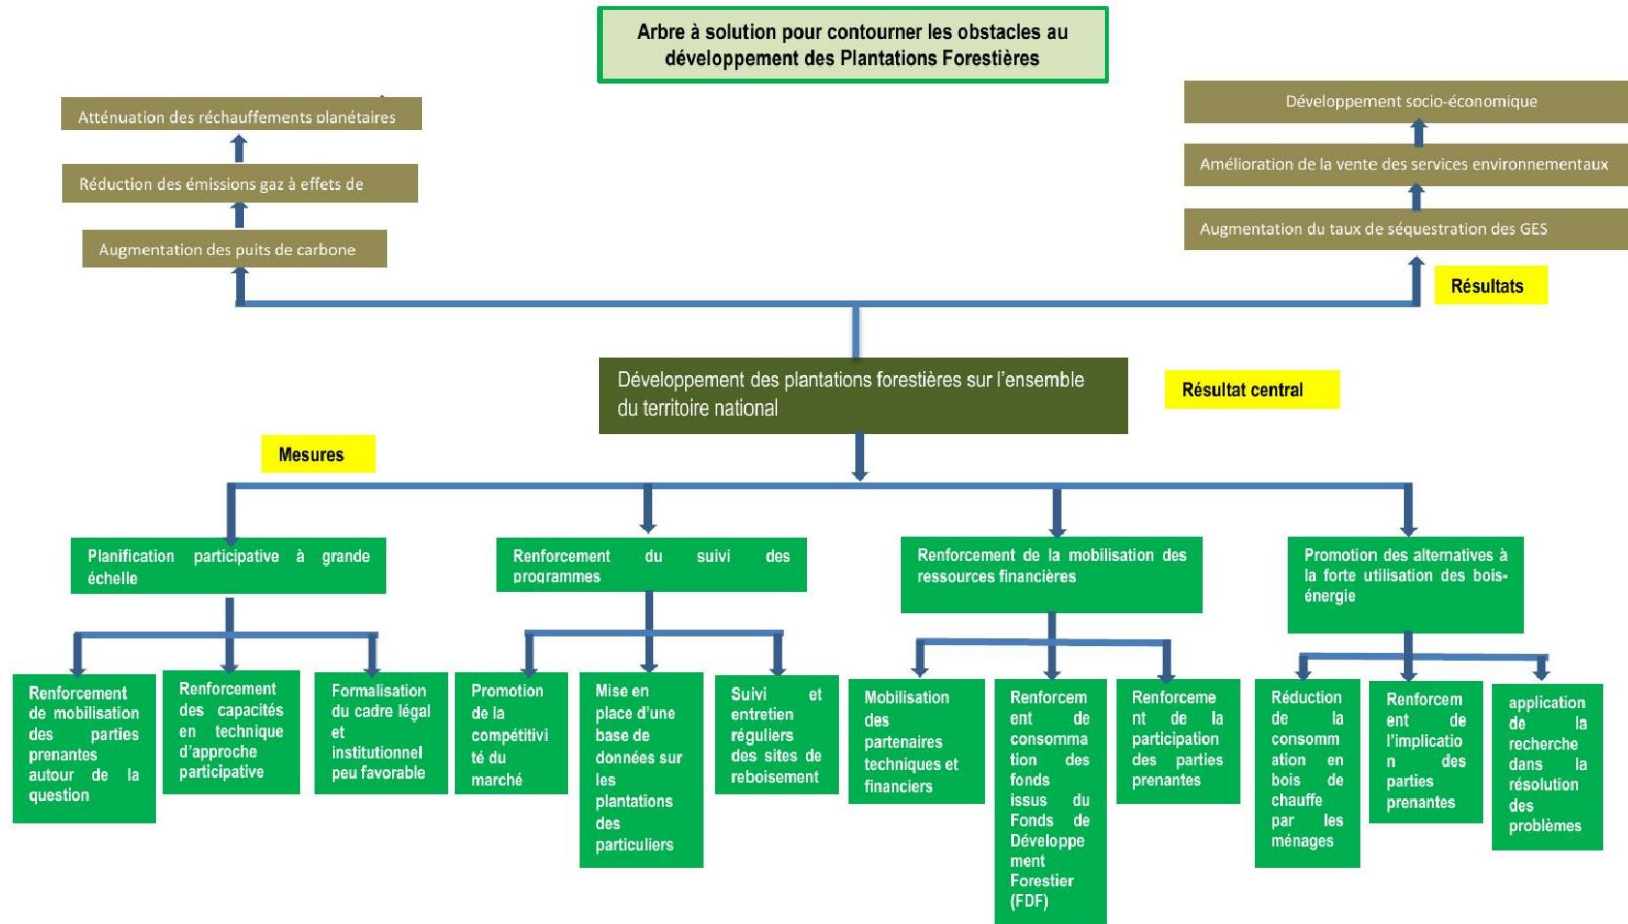 Arbre à solution pour contourner les obstacles au
développement des Plantations Forestières
Atténuation des réchauffements planétaires
Réduction des émissions gaz à effets de
Augmentation des puits de carbone
Développement socio-économique
Amélioration de la vente des services environnementaux
Augmentation du taux de séquestration des GES
Résultats
Développement des plantations forestières sur l'ensemble
du territoire national
Résultat central
Mesures
Planification participative à grande
échelle
Renforcement du suivi des
programmes
Renforcement de la mobilisation des
ressources financières
Promotion des alternatives à
la forte utilisation des bois-
énergie
Renforcement
de mobilisation
des parties
prenantes
autour de la
question
Renforcement
des capacités
en technique
d'approche
participative
Formalisation
du cadre légal
et
institutionnel
peu favorable
Promotion
de la
compétitivi
té du
marché
Mise en
place d'une
base de
données sur
les
plantations
des
particuliers
Suivi et
entretien
réguliers
des sites de
reboisement
Mobilisation
des
partenaires
techniques et
financiers
Renforcem
ent de
consomma
tion des
fonds
issus du
Fonds de
Développe
ment
Forestier
(FDF)
Renforceme
nt de la
participation
des parties
prenantes
Réduction
de la
consomm
ation en
bois de
chauffe
par les
ménages
Renforcem
ent de
l'implicatio
n des
parties
prenantes
application
de la
recherche
dans la
résolution
des
problèmes